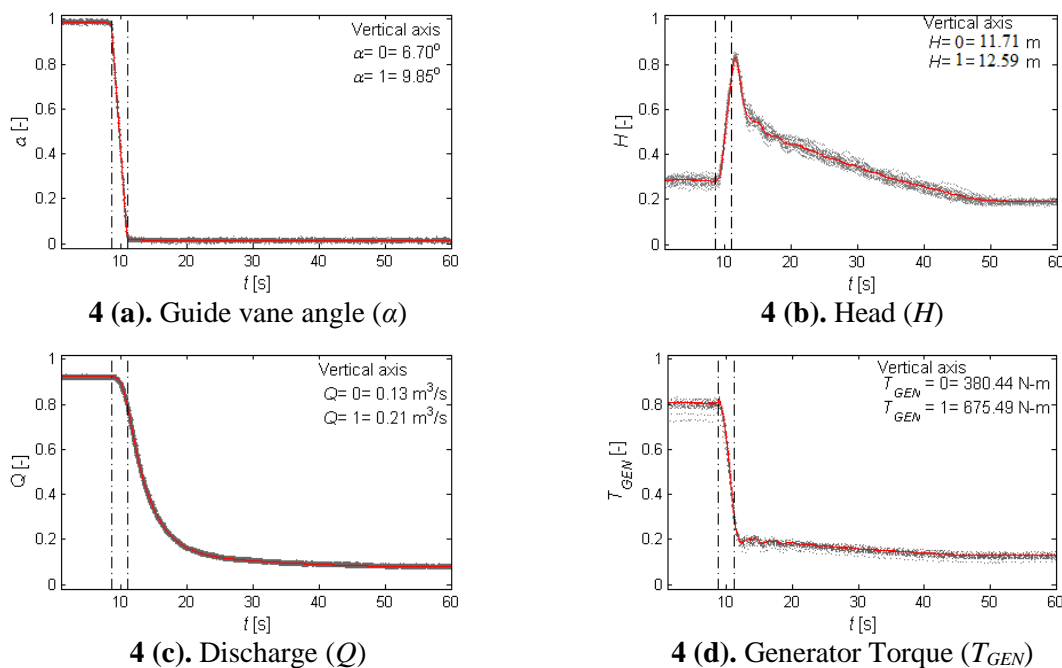 1
0.8
0.6
0.4
0.2
0
α [-]
Vertical axis
α= 0= 6.70º
α= 1= 9.85º
10 20 30 40 50 60
t [s]
4 (a). Guide vane angle (α)
1
0.8
0.6
0.4
0.2
0
H [-]
Vertical axis
H= 0= 11.71 m
H= 1= 12.59 m
10 20 30 40 50 60
t [s]
4 (b). Head (H)
1
0.8
0.6
0.4
0.2
0
Q [-]
Vertical axis
Q= 0= 0.13 m³/s
Q= 1= 0.21 m³/s
10 20 30 40 50 60
t [s]
4 (c). Discharge (Q)
1
0.8
0.6
0.4
0.2
0
T_GEN [-]
Vertical axis
T_GEN = 0= 380.44 N-m
T_GEN = 1= 675.49 N-m
10 20 30 40 50 60
t [s]
4 (d). Generator Torque (T_GEN)